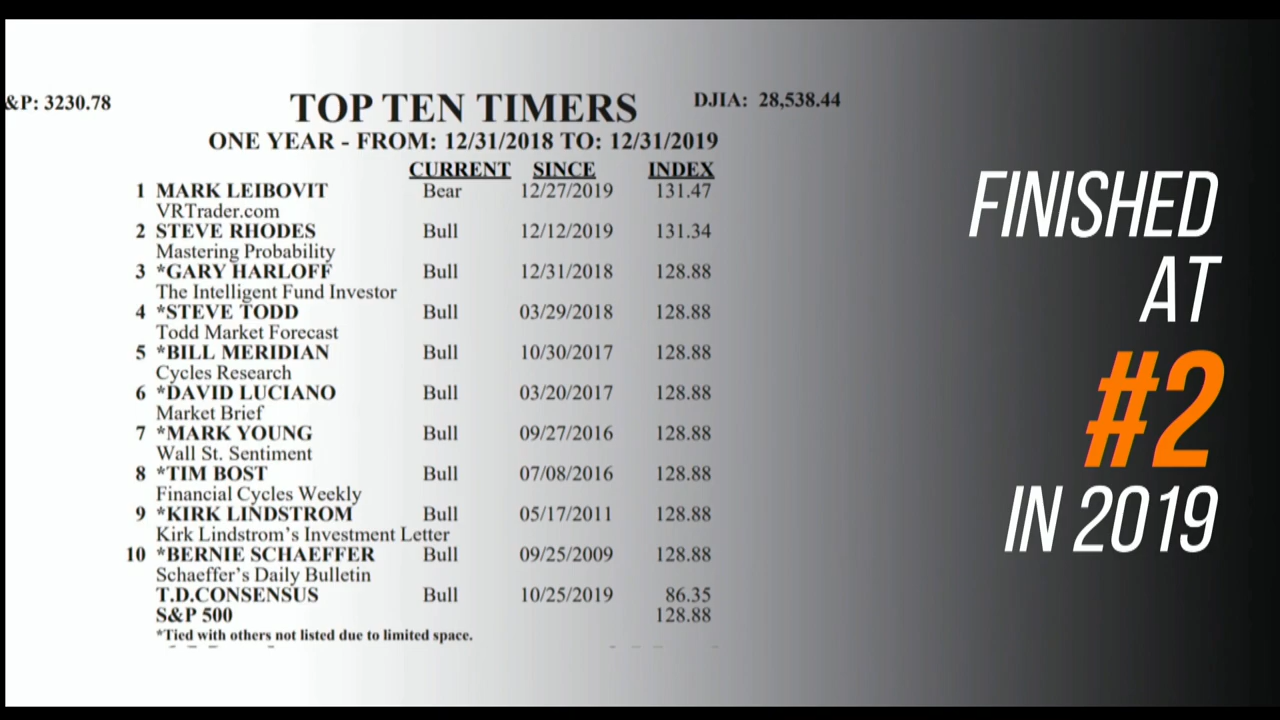 &P: 3230.78
TOP TEN TIMERS
DJIA: 28,538.44
ONE YEAR - FROM: 12/31/2018 TO: 12/31/2019
CURRENT SINCE INDEX
1 MARK LEIBOVIT Bear 12/27/2019 131.47
VRTrader.com
2 STEVE RHODES Bull 12/12/2019 131.34
Mastering Probability
3 *GARY HARLOFF Bull 12/31/2018 128.88
The Intelligent Fund Investor
4 *STEVE TODD Bull 03/29/2018 128.88
Todd Market Forecast
5 *BILL MERIDIAN Bull 10/30/2017 128.88
Cycles Research
6 *DAVID LUCIANO Bull 03/20/2017 128.88
Market Brief
7 *MARK YOUNG Bull 09/27/2016 128.88
Wall St. Sentiment
8 *TIM BOST Bull 07/08/2016 128.88
Financial Cycles Weekly
9 *KIRK LINDSTROM Bull 05/17/2011 128.88
Kirk Lindstrom's Investment Letter
10 *BERNIE SCHAEFFER Bull 09/25/2009 128.88
Schaeffer's Daily Bulletin
T.D.CONSENSUS Bull 10/25/2019 86.35
S&P 500 128.88
*Tied with others not listed due to limited space.
FINISHED
AT
#2
IN 2019